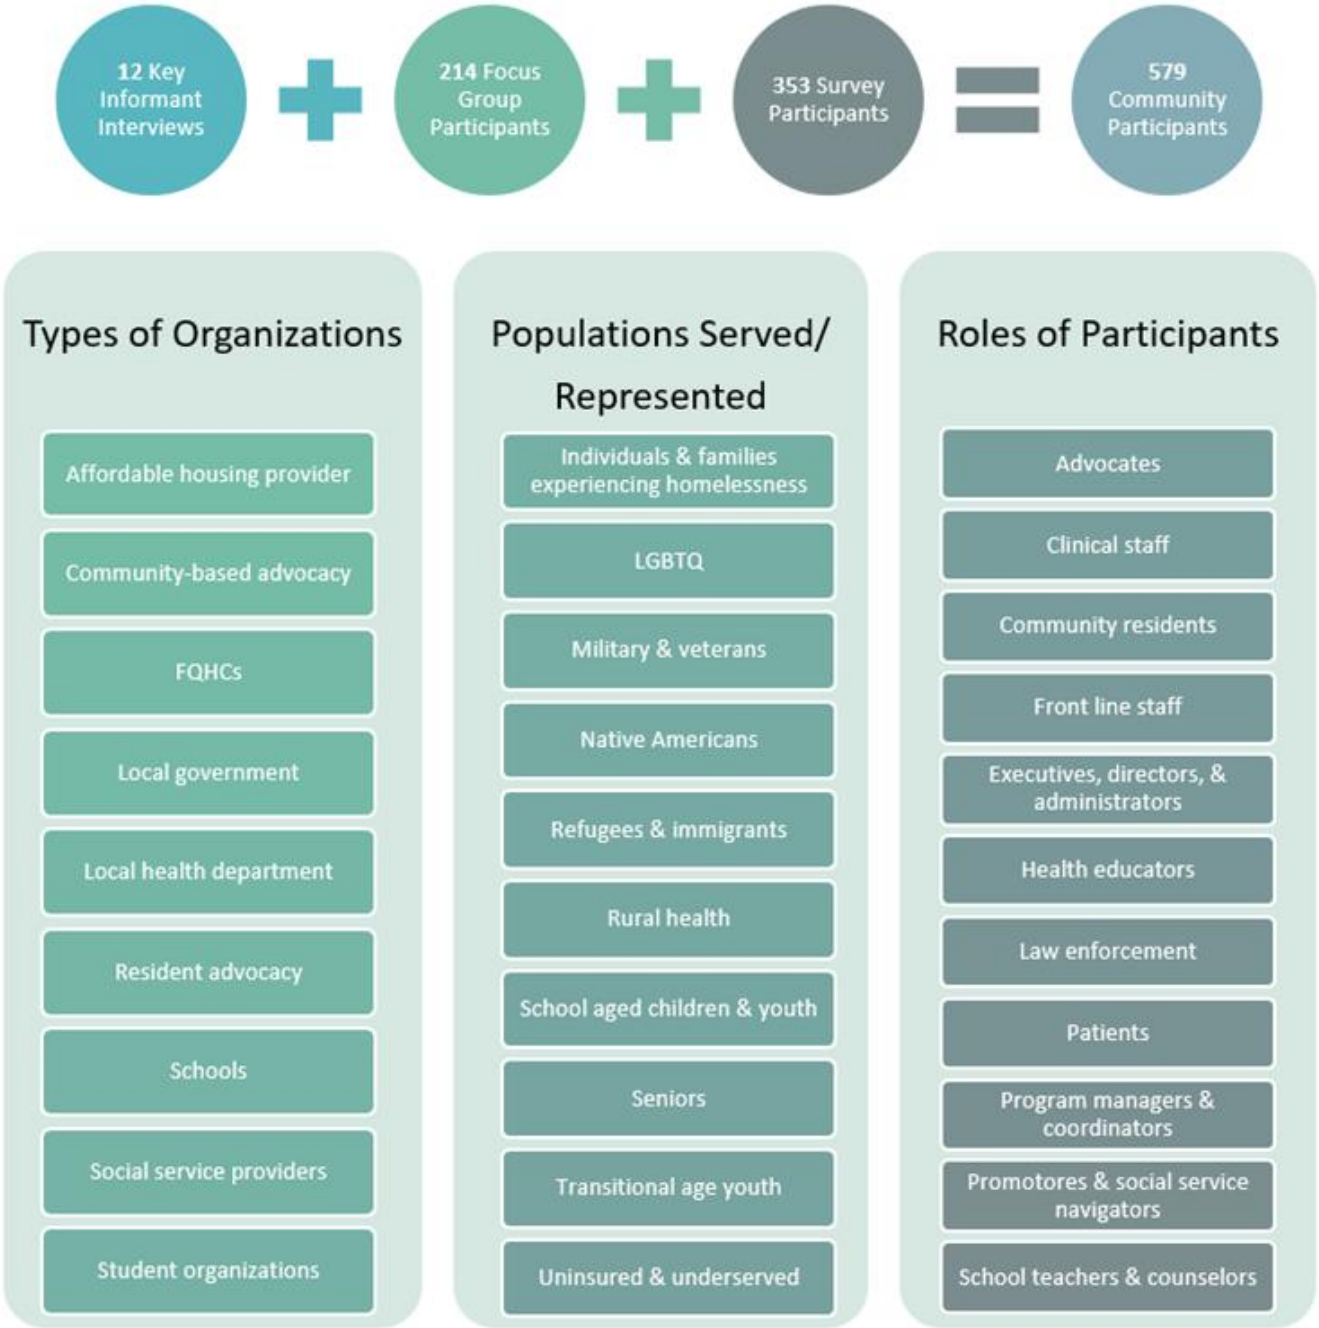 12 Key
Informant
Interviews
214 Focus
Group
Participants
353 Survey
Participants
579
Community
Participants
Types of Organizations
Affordable housing provider
Community-based advocacy
FQHCs
Local government
Local health department
Resident advocacy
Schools
Social service providers
Student organizations
Populations Served/
Represented
Individuals & families
experiencing homelessness
LGBTQ
Military & veterans
Native Americans
Refugees & immigrants
Rural health
School aged children & youth
Seniors
Transitional age youth
Uninsured & underserved
Roles of Participants
Advocates
Clinical staff
Community residents
Front line staff
Executives, directors, &
administrators
Health educators
Law enforcement
Patients
Program managers &
coordinators
Promotores & social service
navigators
School teachers & counselors